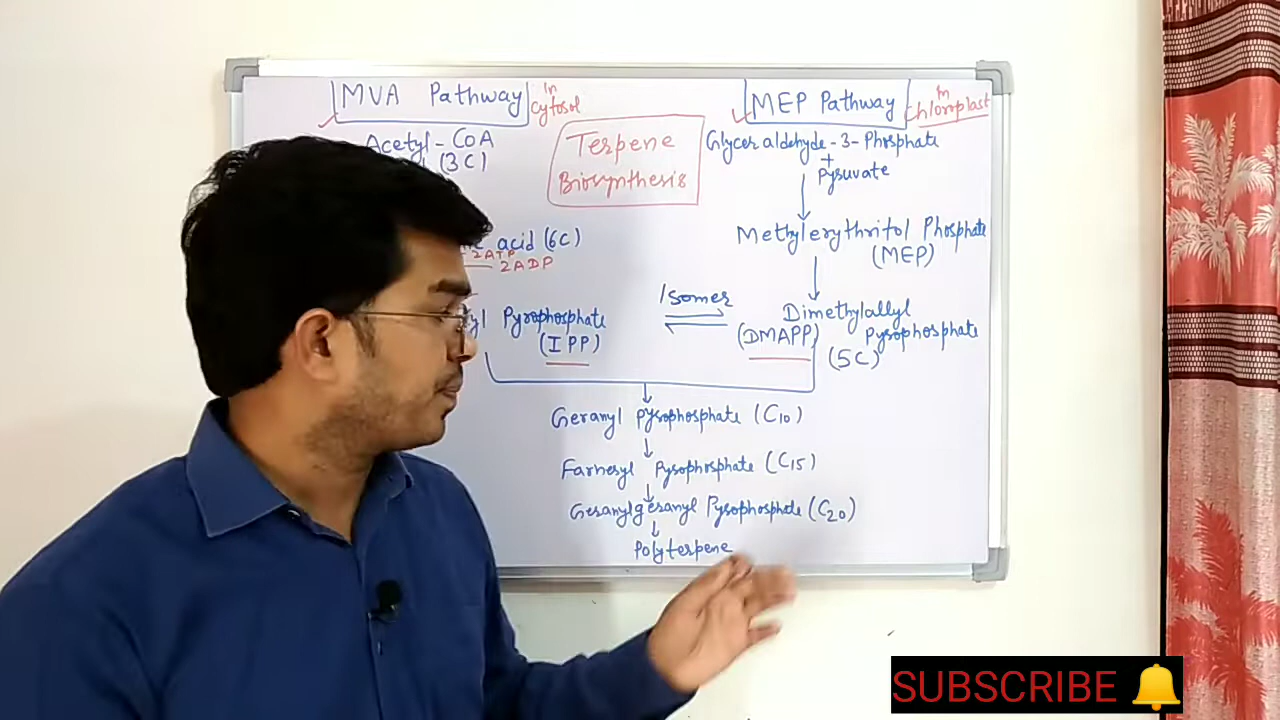 MVA Pathway
in cytosol
Acetyl-CoA
(3C)
acid (6C)
2ATP
2ADP
Pyrophosphate
(IPP)
Terpene
Biosynthesis
MEP Pathway
in
chloroplast
Glyceraldehyde-3-Phosphate
+
Pyruvate
Methylerythritol Phosphate
(MEP)
Isomer
Dimethylallyl
Pyrophosphate
(DMAPP)
(5C)
Geranyl pyrophosphate (C10)
Farnesyl Pyrophosphate (C15)
Geranylgeranyl Pyrophosphate (C20)
Polyterpene
SUBSCRIBE